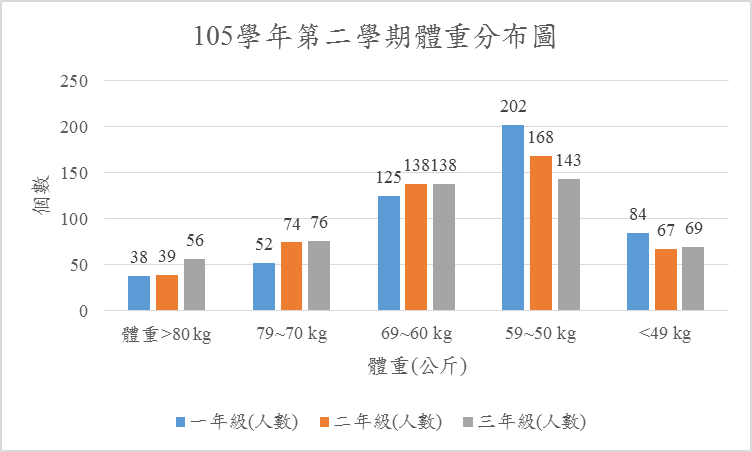 105學年第二學期體重分布圖
個數
250
200
150
100
50
0
38 39 56
52 74 76
125 138 138
202 168 143
84 67 69
體重>80 kg 79~70 kg 69~60 kg 59~50 kg <49 kg
體重(公斤)
一年級(人數) 二年級(人數) 三年級(人數)